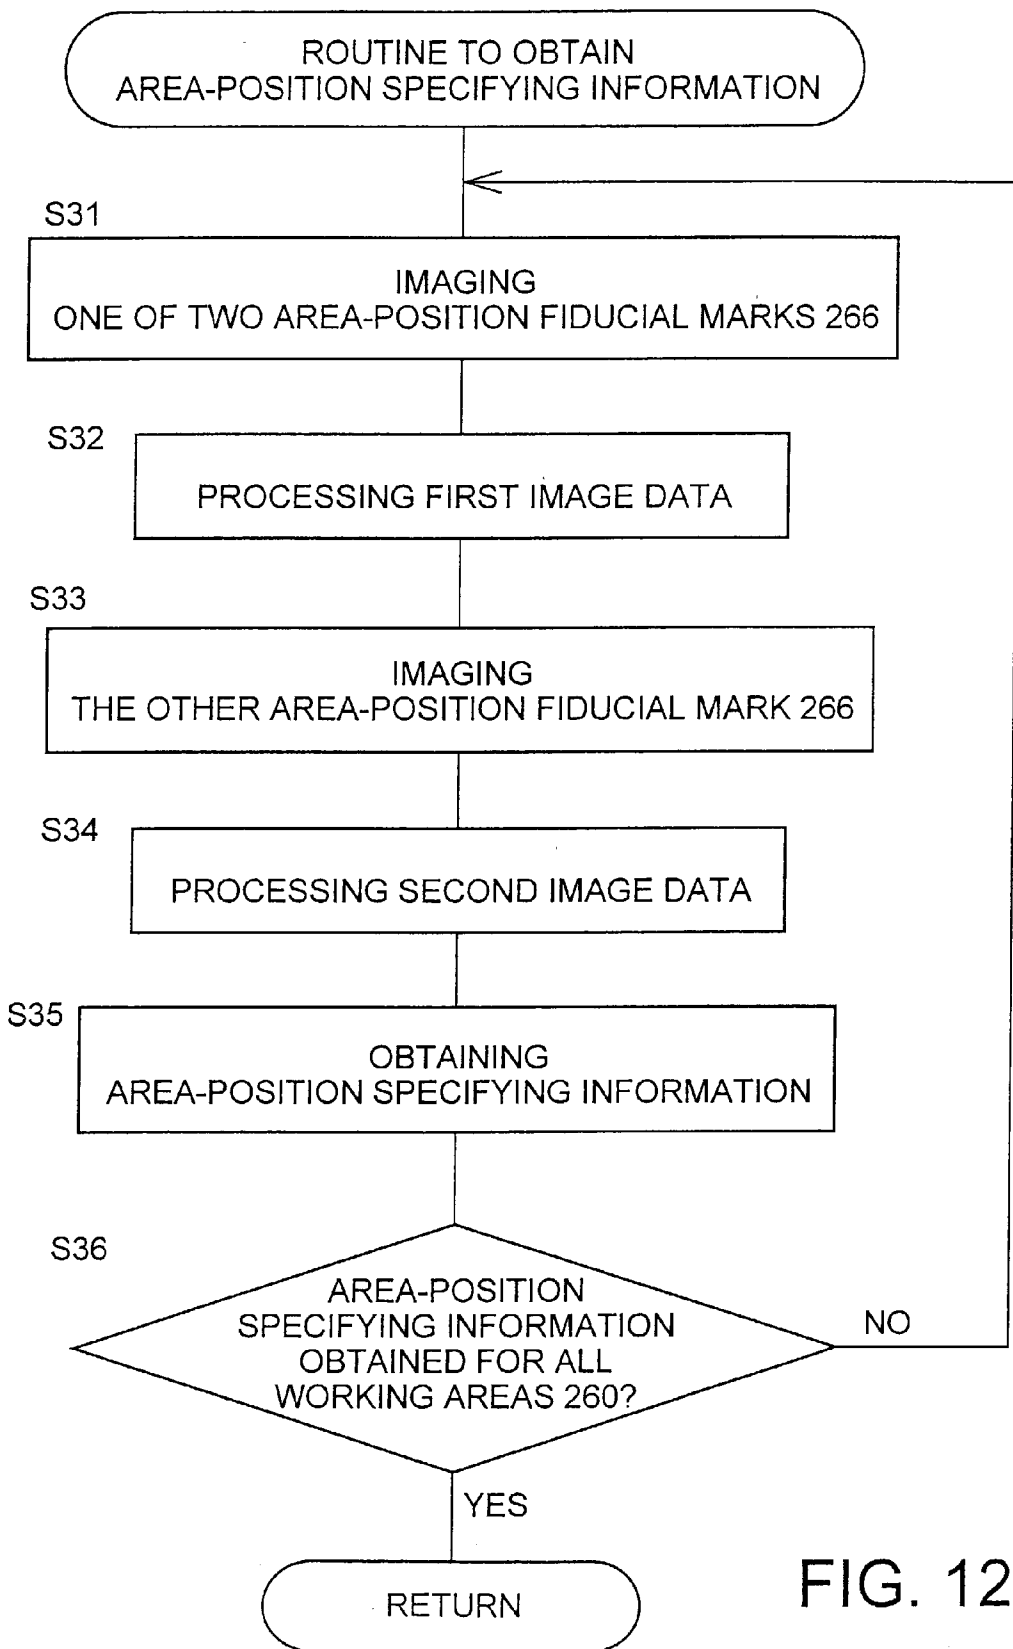 ROUTINE TO OBTAIN
AREA-POSITION SPECIFYING INFORMATION
S31
IMAGING
ONE OF TWO AREA-POSITION FIDUCIAL MARKS 266
S32
PROCESSING FIRST IMAGE DATA
S33
IMAGING
THE OTHER AREA-POSITION FIDUCIAL MARK 266
S34
PROCESSING SECOND IMAGE DATA
S35
OBTAINING
AREA-POSITION SPECIFYING INFORMATION
S36
AREA-POSITION
SPECIFYING INFORMATION
OBTAINED FOR ALL
WORKING AREAS 260?
NO
YES
RETURN
FIG. 12